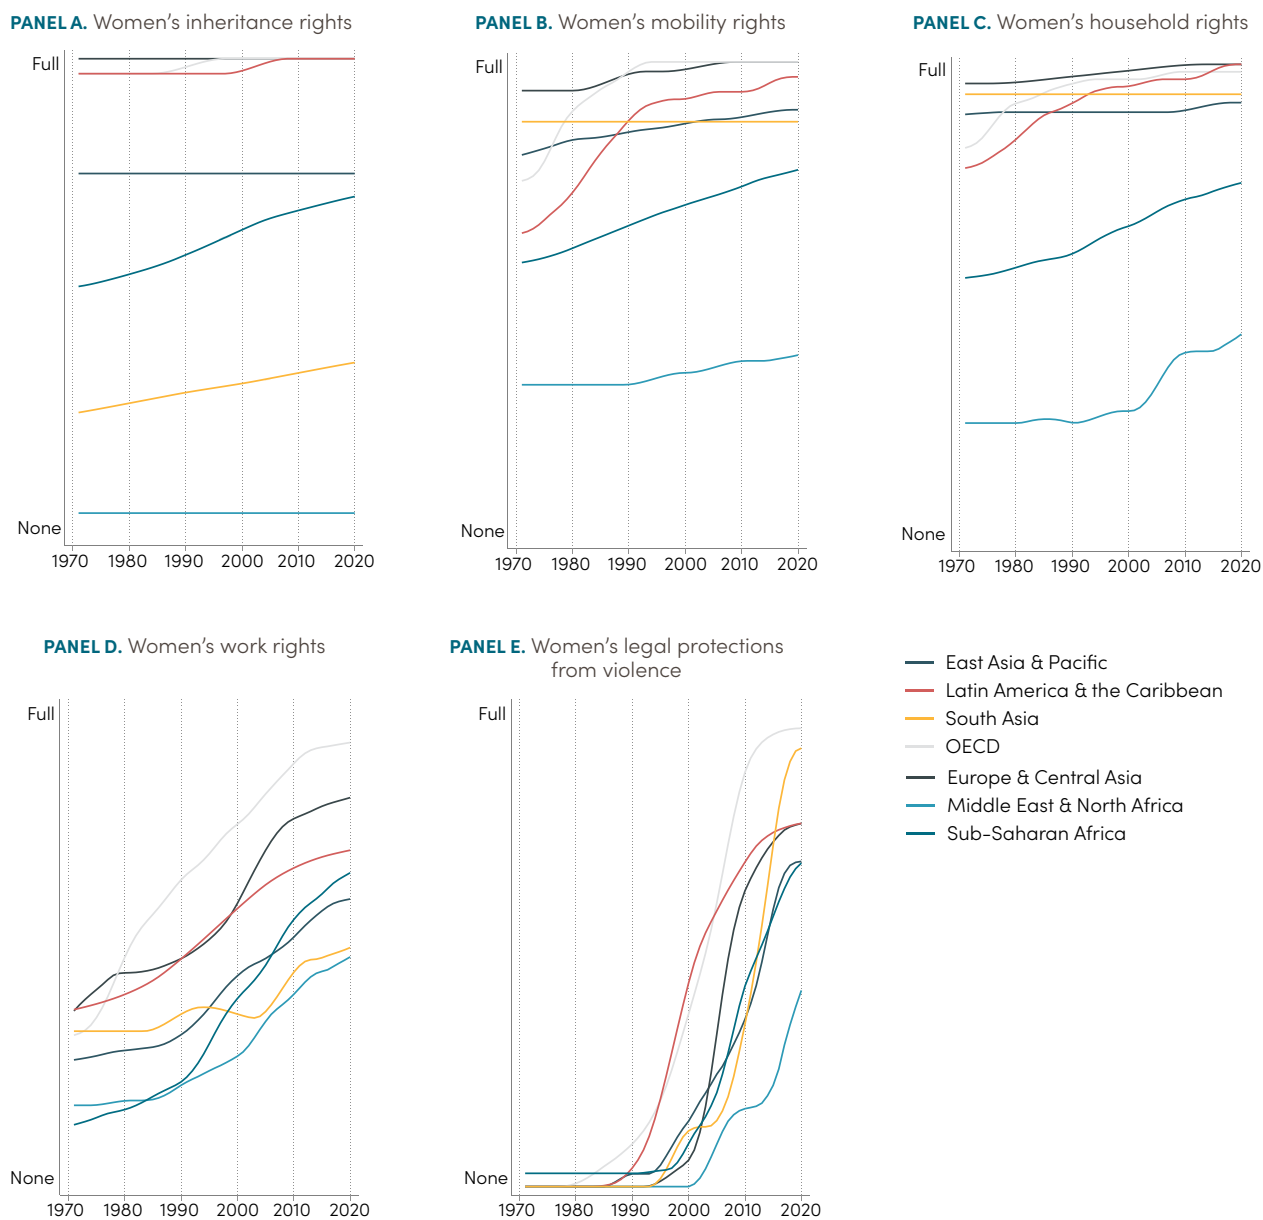 PANEL A. Women's inheritance rights
Full
None
1970 1980 1990 2000 2010 2020
PANEL B. Women's mobility rights
Full
None
1970 1980 1990 2000 2010 2020
PANEL C. Women's household rights
Full
None
1970 1980 1990 2000 2010 2020
PANEL D. Women's work rights
Full
None
1970 1980 1990 2000 2010 2020
PANEL E. Women's legal protections
from violence
Full
None
1970 1980 1990 2000 2010 2020
East Asia & Pacific
Latin America & the Caribbean
South Asia
OECD
Europe & Central Asia
Middle East & North Africa
Sub-Saharan Africa